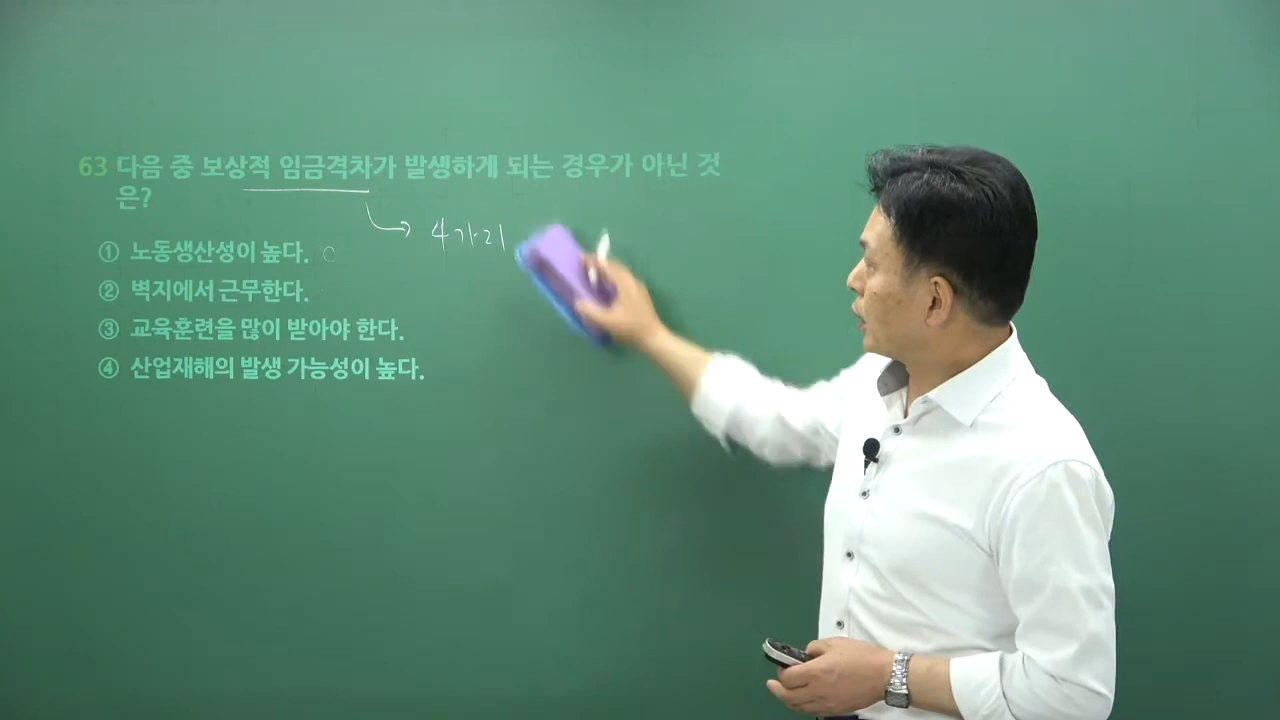 63 다음 중 보상적 임금격차가 발생하게 되는 경우가 아닌 것
은?
4가지
① 노동생산성이 높다.
② 벽지에서 근무한다.
③ 교육훈련을 많이 받아야 한다.
④ 산업재해의 발생 가능성이 높다.